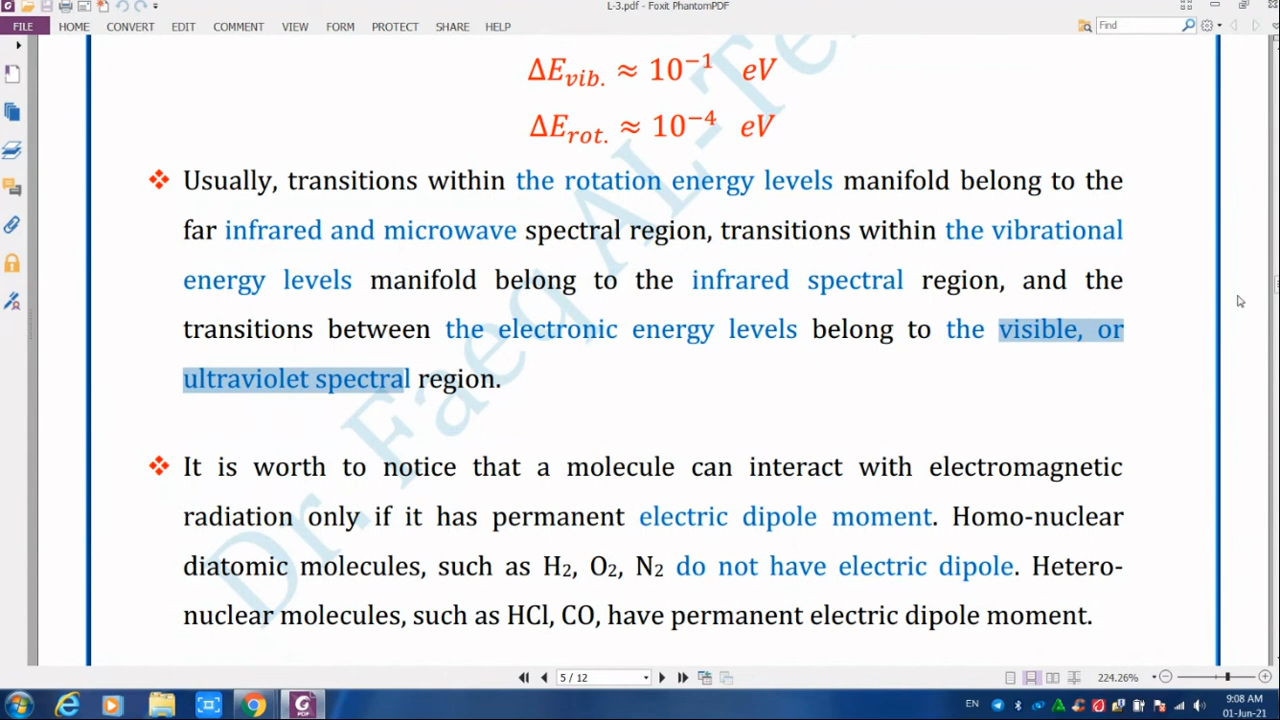 L-3.pdf - Foxit PhantomPDF
FILE HOME CONVERT EDIT COMMENT VIEW FORM PROTECT SHARE HELP Find
ΔE_vib. ≈ 10⁻¹ eV
ΔE_rot. ≈ 10⁻⁴ eV
❖ Usually, transitions within the rotation energy levels manifold belong to the
far infrared and microwave spectral region, transitions within the vibrational
energy levels manifold belong to the infrared spectral region, and the
transitions between the electronic energy levels belong to the visible, or
ultraviolet spectral region.
❖ It is worth to notice that a molecule can interact with electromagnetic
radiation only if it has permanent electric dipole moment. Homo-nuclear
diatomic molecules, such as H₂, O₂, N₂ do not have electric dipole. Hetero-
nuclear molecules, such as HCl, CO, have permanent electric dipole moment.
Dr. Faeq AL-Te
5 / 12 224.26%
EN 9:08 AM
01-Jun-21